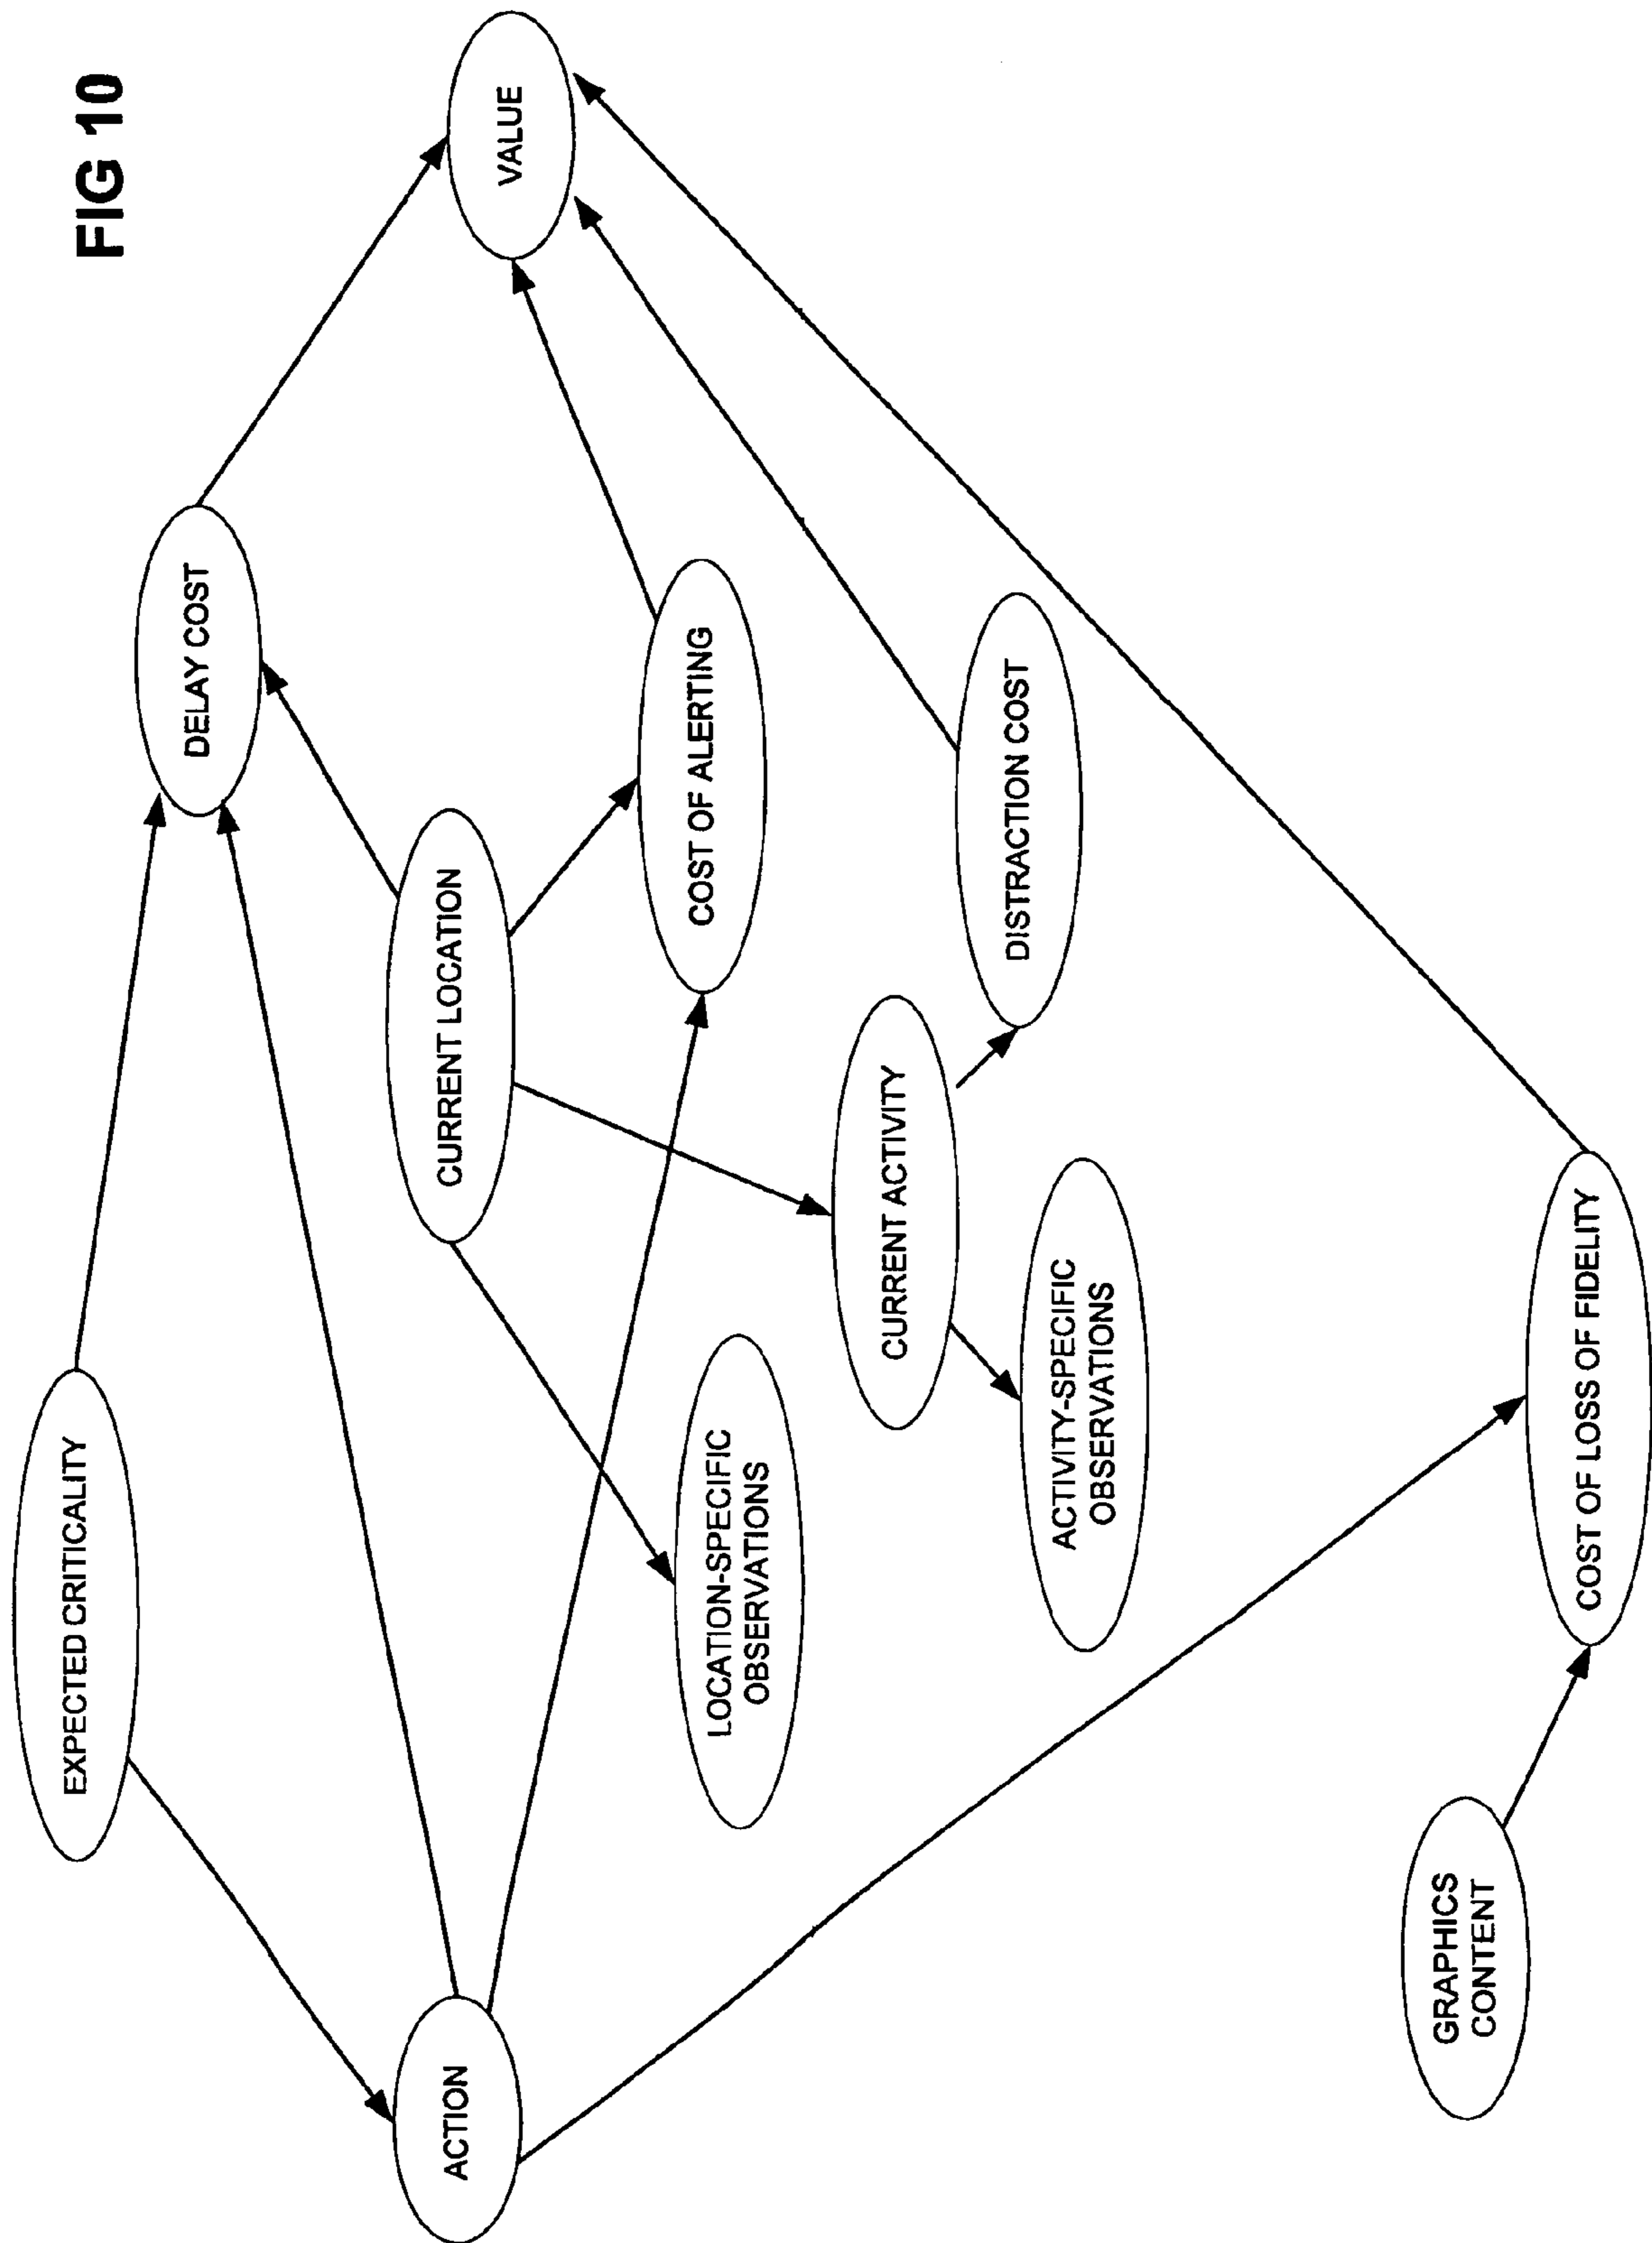 FIG 10
EXPECTED CRITICALITY
DELAY COST
ACTION
CURRENT LOCATION
VALUE
LOCATION-SPECIFIC
OBSERVATIONS
COST OF ALERTING
CURRENT ACTIVITY
ACTIVITY-SPECIFIC
OBSERVATIONS
DISTRACTION COST
GRAPHICS
CONTENT
COST OF LOSS OF FIDELITY